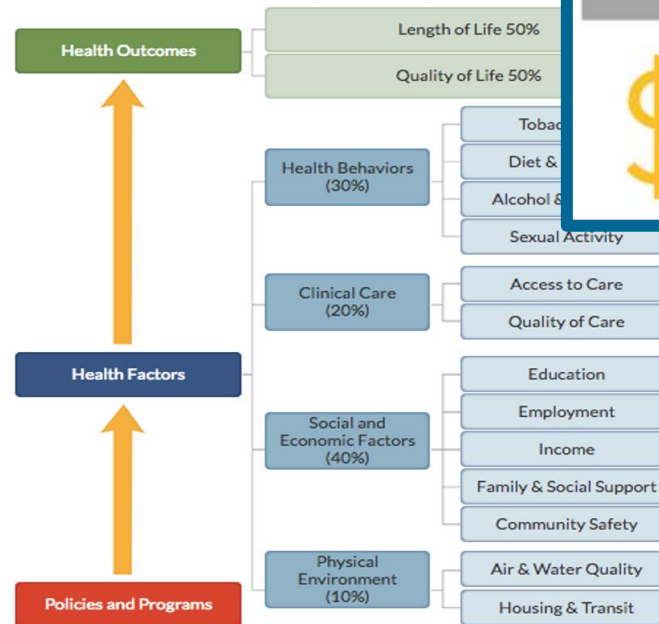 Health Outcomes
Length of Life 50%
Quality of Life 50%
Health Behaviors
(30%)
Diet &
Alcohol &
Sexual Activity
Clinical Care
(20%)
Access to Care
Quality of Care
Health Factors
Social and
Economic Factors
(40%)
Education
Employment
Income
Family & Social Support
Community Safety
Physical
Environment
(10%)
Air & Water Quality
Housing & Transit
Policies and Programs
$